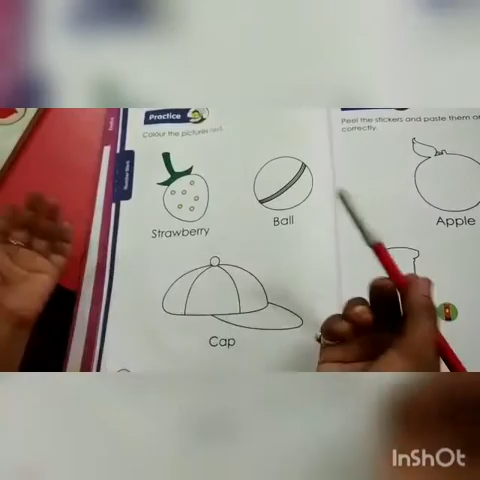 Practice
Colour the pictures red.
Strawberry
Ball
Cap
Peel the stickers and paste them
correctly.
Apple
InShOt